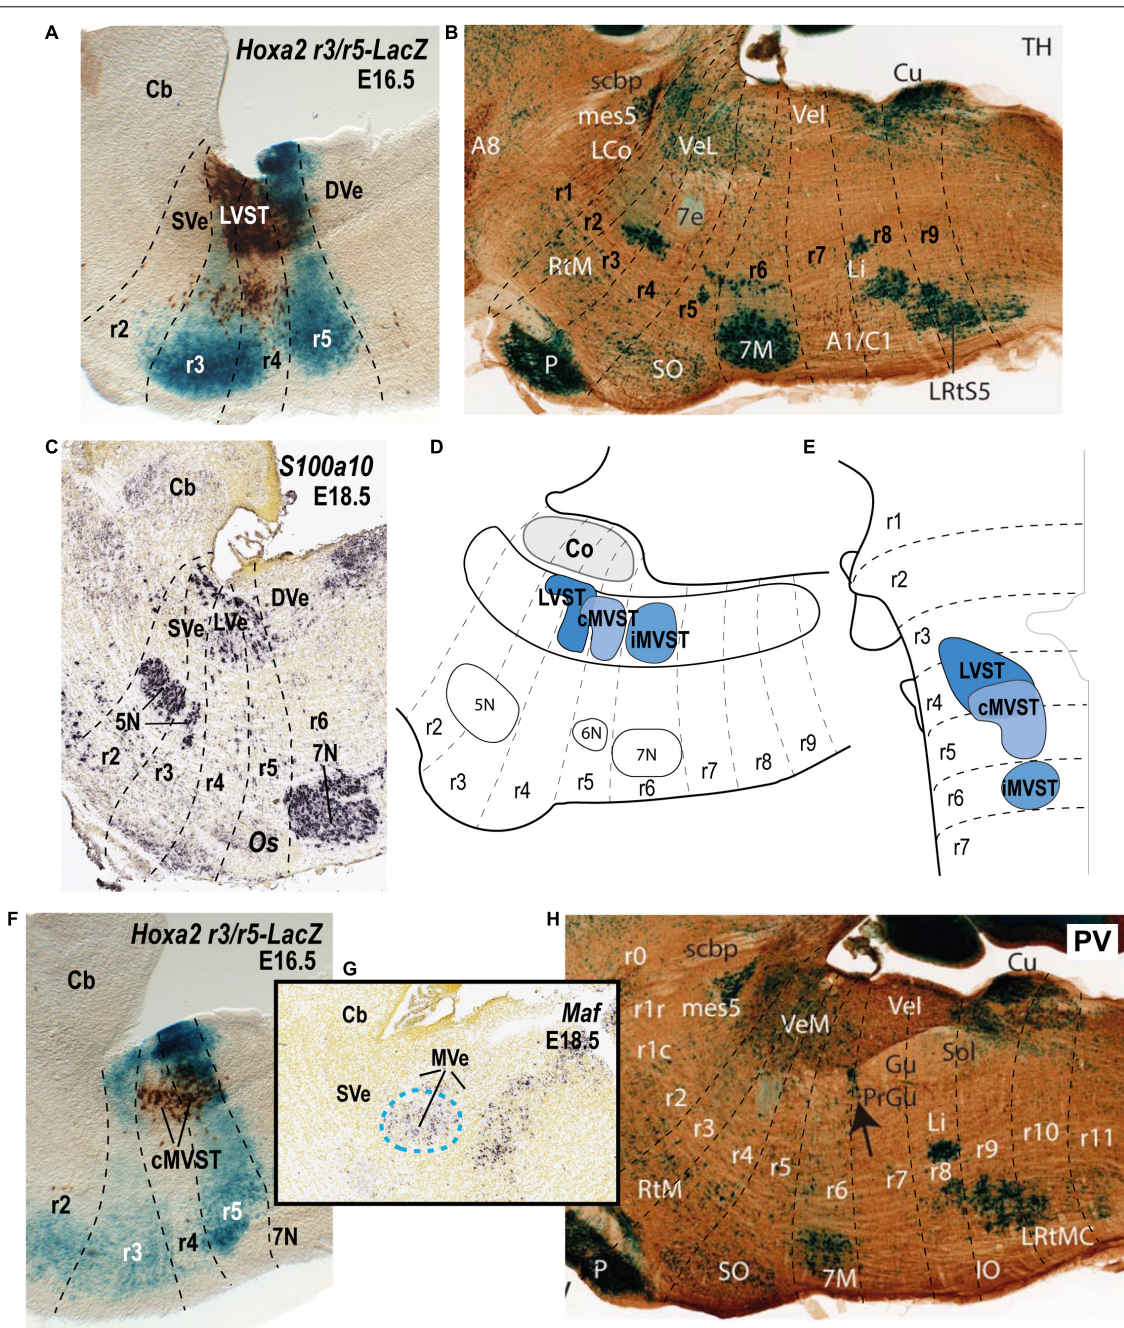 A
Hoxa2 r3/r5-LacZ
E16.5
Cb
DVe
SVe
LVST
r2
r3
r4
r5
B
TH
scbp
Cu
mes5
Vel
A8
LCo
VeL
r1
7e
r2
r8
r9
RtM
r3
r6
r7
Li
r4
r5
P
SO
7M
A1/C1
LRtS5
C
S100a10
E18.5
Cb
DVe
SVe
LVe
5N
r6
r2
r3
r4
r5
7N
Os
D
Co
LVST
cMVST
iMVST
5N
r2
6N
7N
r3
r4
r5
r6
r7
r8
r9
E
r1
r2
r3
LVST
r4
cMVST
r5
r6
iMVST
r7
F
Hoxa2 r3/r5-LacZ
E16.5
Cb
cMVST
r2
r3
r4
r5
7N
G
Cb
Maf
E18.5
MVe
SVe
H
PV
r0
scbp
Cu
r1r
mes5
VeM
Vel
r1c
Sol
Gu
PrGu
r2
Li
r3
r10
r11
r4
r5
r9
RtM
r6
r7
r8
LRtMC
P
SO
7M
IO